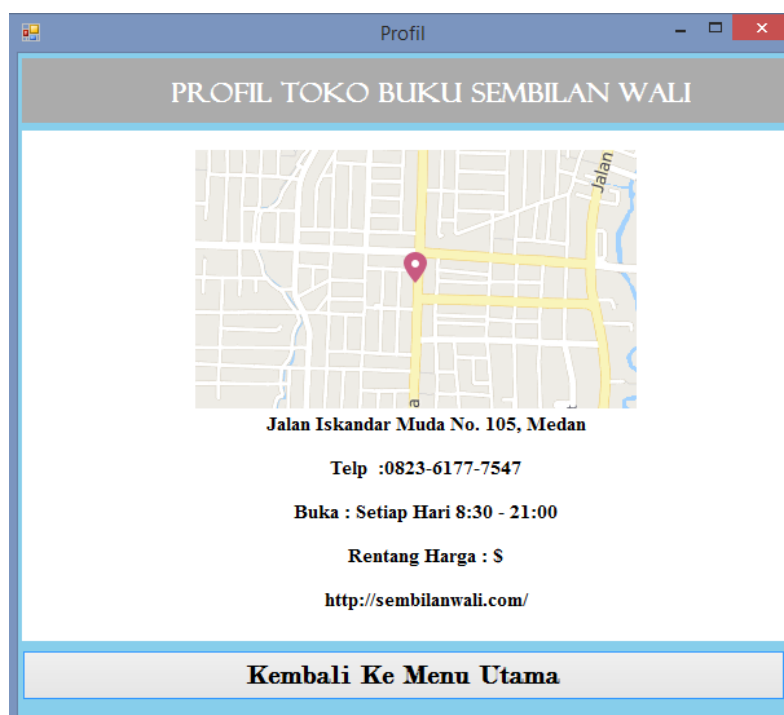 Profil
PROFIL TOKO BUKU SEMBILAN WALI
Jalan
a
Jalan Iskandar Muda No. 105, Medan
Telp :0823-6177-7547
Buka : Setiap Hari 8:30 - 21:00
Rentang Harga : $
http://sembilanwali.com/
Kembali Ke Menu Utama